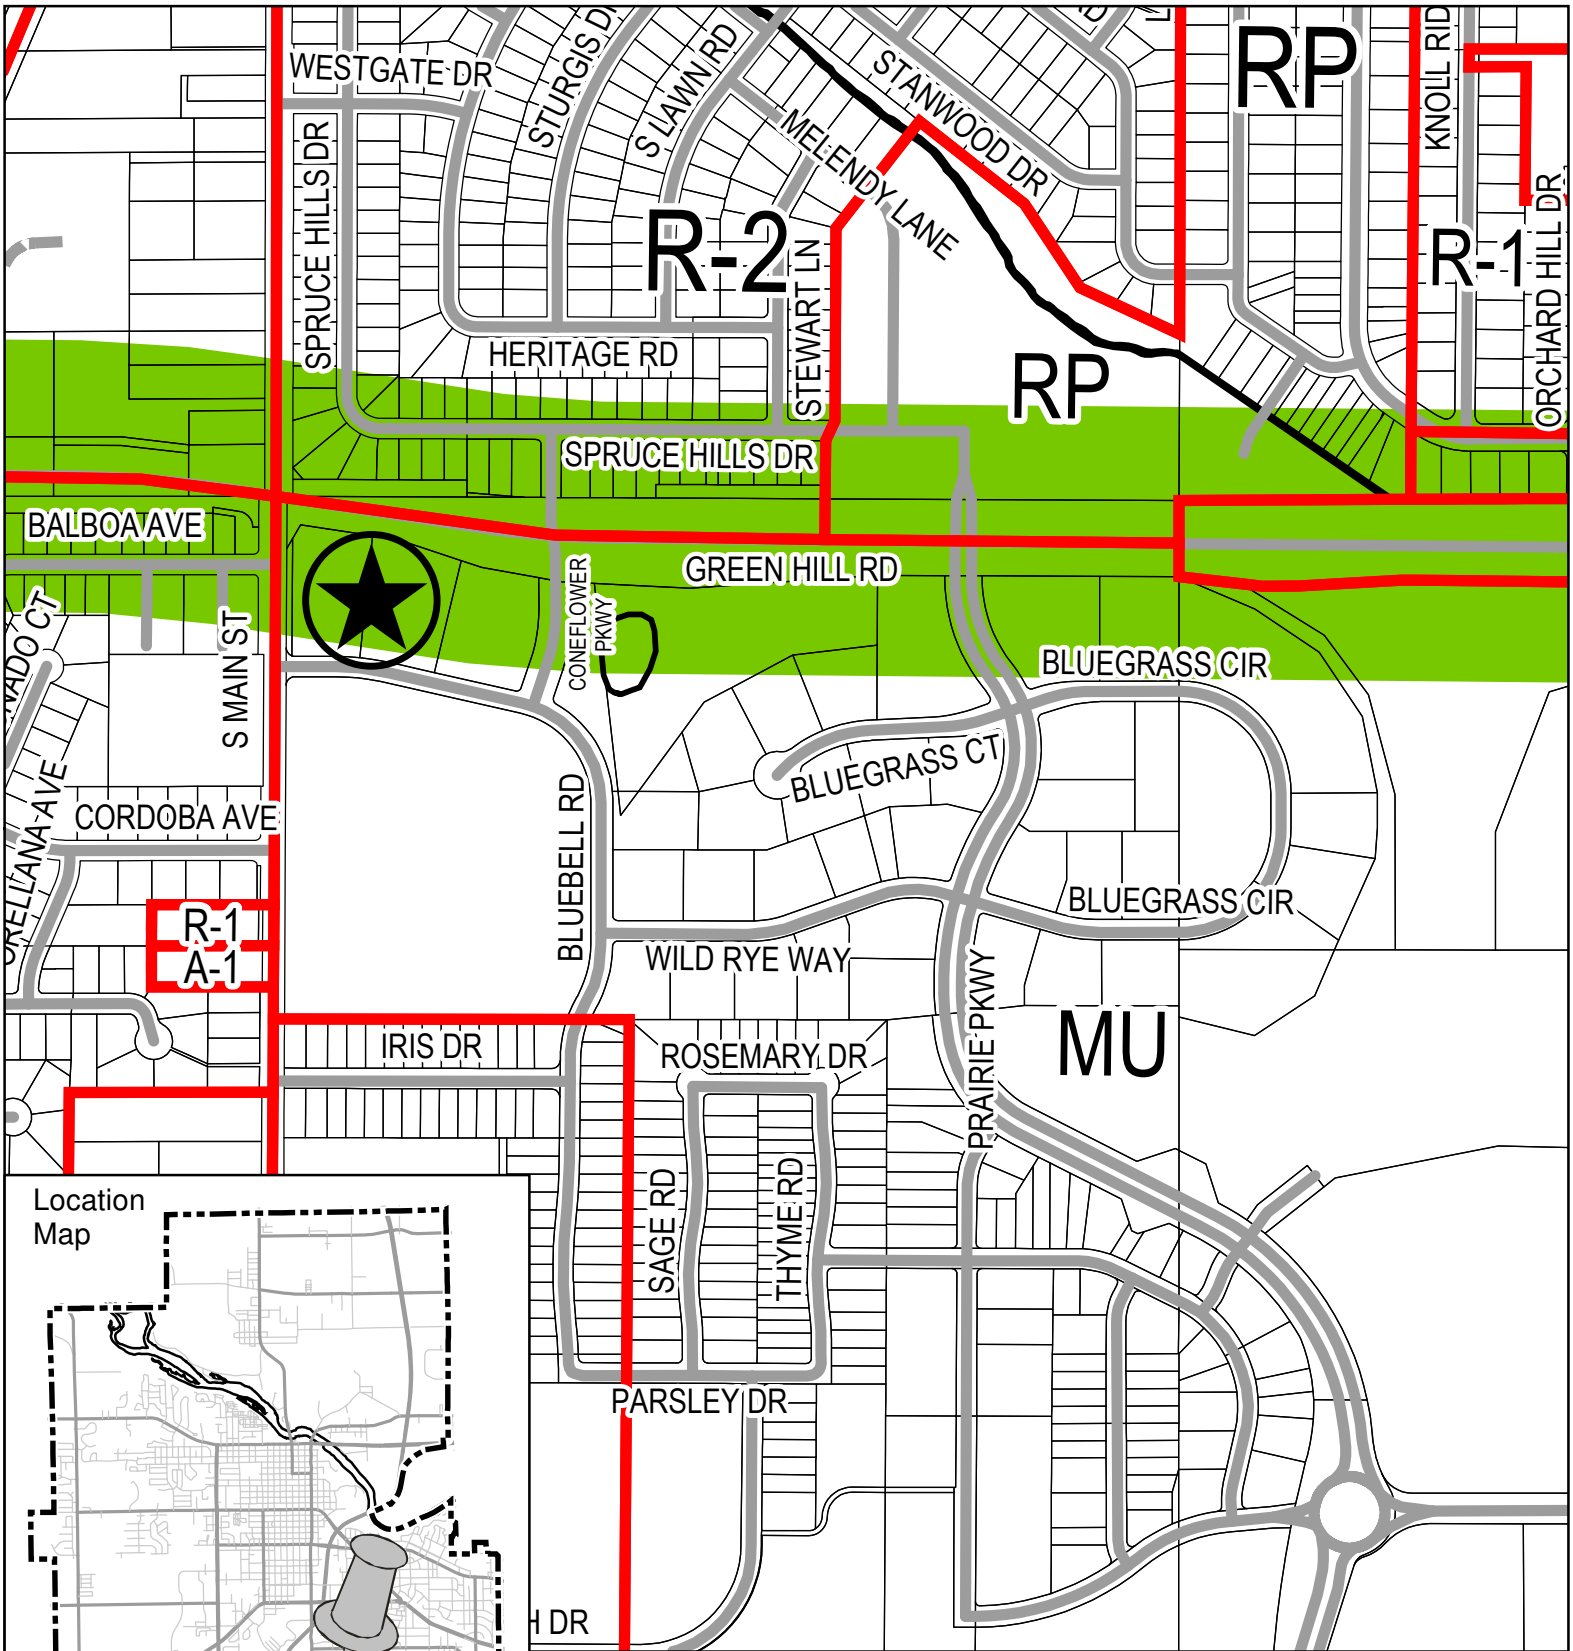 WESTGATE DR
STURGIS DR
S LAWN RD
STANWOOD DR
RP
KNOLL RD
SPRUCE HILLS DR
MELENDY LANE
R-2
STEWART LN
R-1
ORCHARD HILL DR
HERITAGE RD
RP
SPRUCE HILLS DR
BALBOA AVE
GREEN HILL RD
CONEFLOWER
PKWY
S MAIN ST
BLUEGRASS CIR
BLUEGRASS CT
CORDOBA AVE
ORELLANA AVE
BLUEBELL RD
R-1
A-1
BLUEGRASS CIR
WILD RYE WAY
PRAIRIE PKWY
MU
IRIS DR
ROSEMARY DR
SAGE RD
THYME RD
PARSLEY DR
Location
Map
H DR